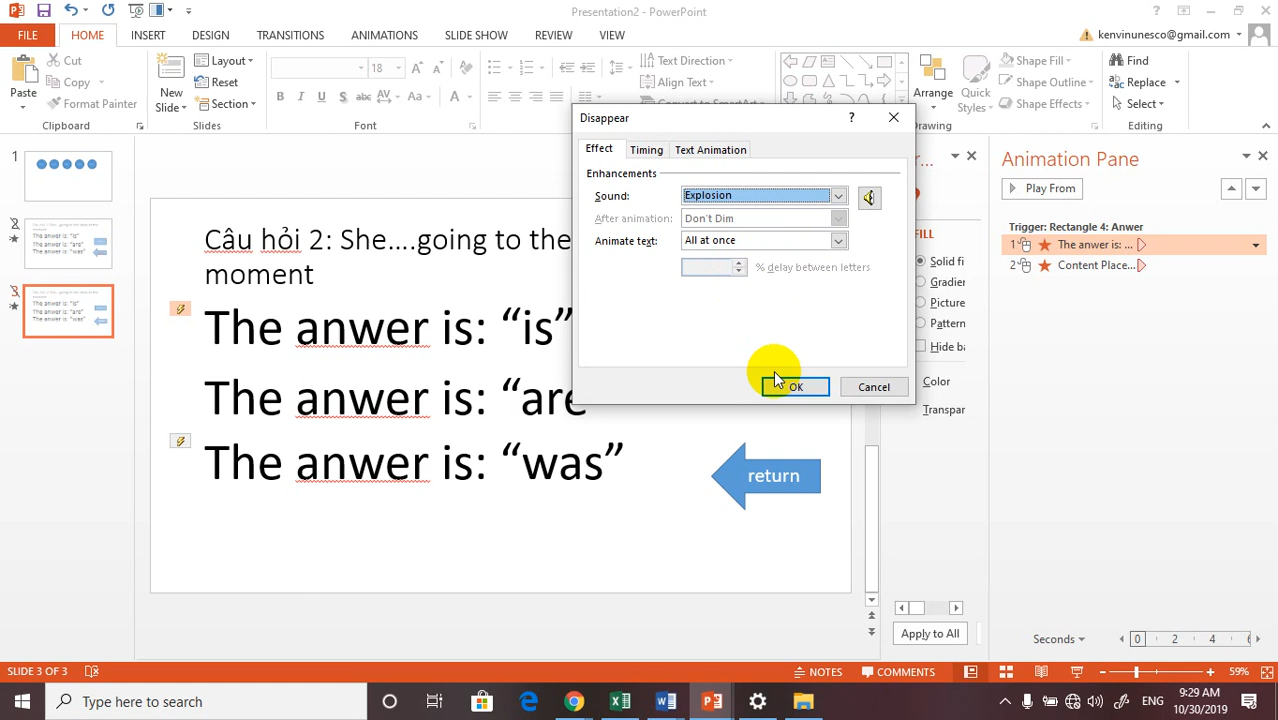 Presentation2 - PowerPoint
FILE
HOME
INSERT
DESIGN
TRANSITIONS
ANIMATIONS
SLIDE SHOW
REVIEW
VIEW
kenvinunesco@gmail.com
Paste
Cut
Copy
Format Painter
Clipboard
New
Slide
Layout
Reset
Section
Slides
18
Font
Text Direction
Align Text
Arrange
Quick
Styles
Shape Fill
Shape Outline
Shape Effects
Drawing
Find
Replace
Select
Editing
1
2
3
Câu hỏi 2: She....going to the
moment
The anwer is: “is”
The anwer is: “are
The anwer is: “was”
return
Disappear
Effect
Timing
Text Animation
Enhancements
Sound:
Explosion
After animation:
Don't Dim
Animate text:
All at once
% delay between letters
OK
Cancel
FILL
Solid fi
Gradier
Picture
Pattern
Hide ba
Color
Transpar
Apply to All
Animation Pane
Play From
Trigger: Rectangle 4: Anwer
1 The anwer is: ...
2 Content Place...
Seconds
0 2 4 6
SLIDE 3 OF 3
NOTES
COMMENTS
59%
Type here to search
ENG
9:29 AM
10/30/2019